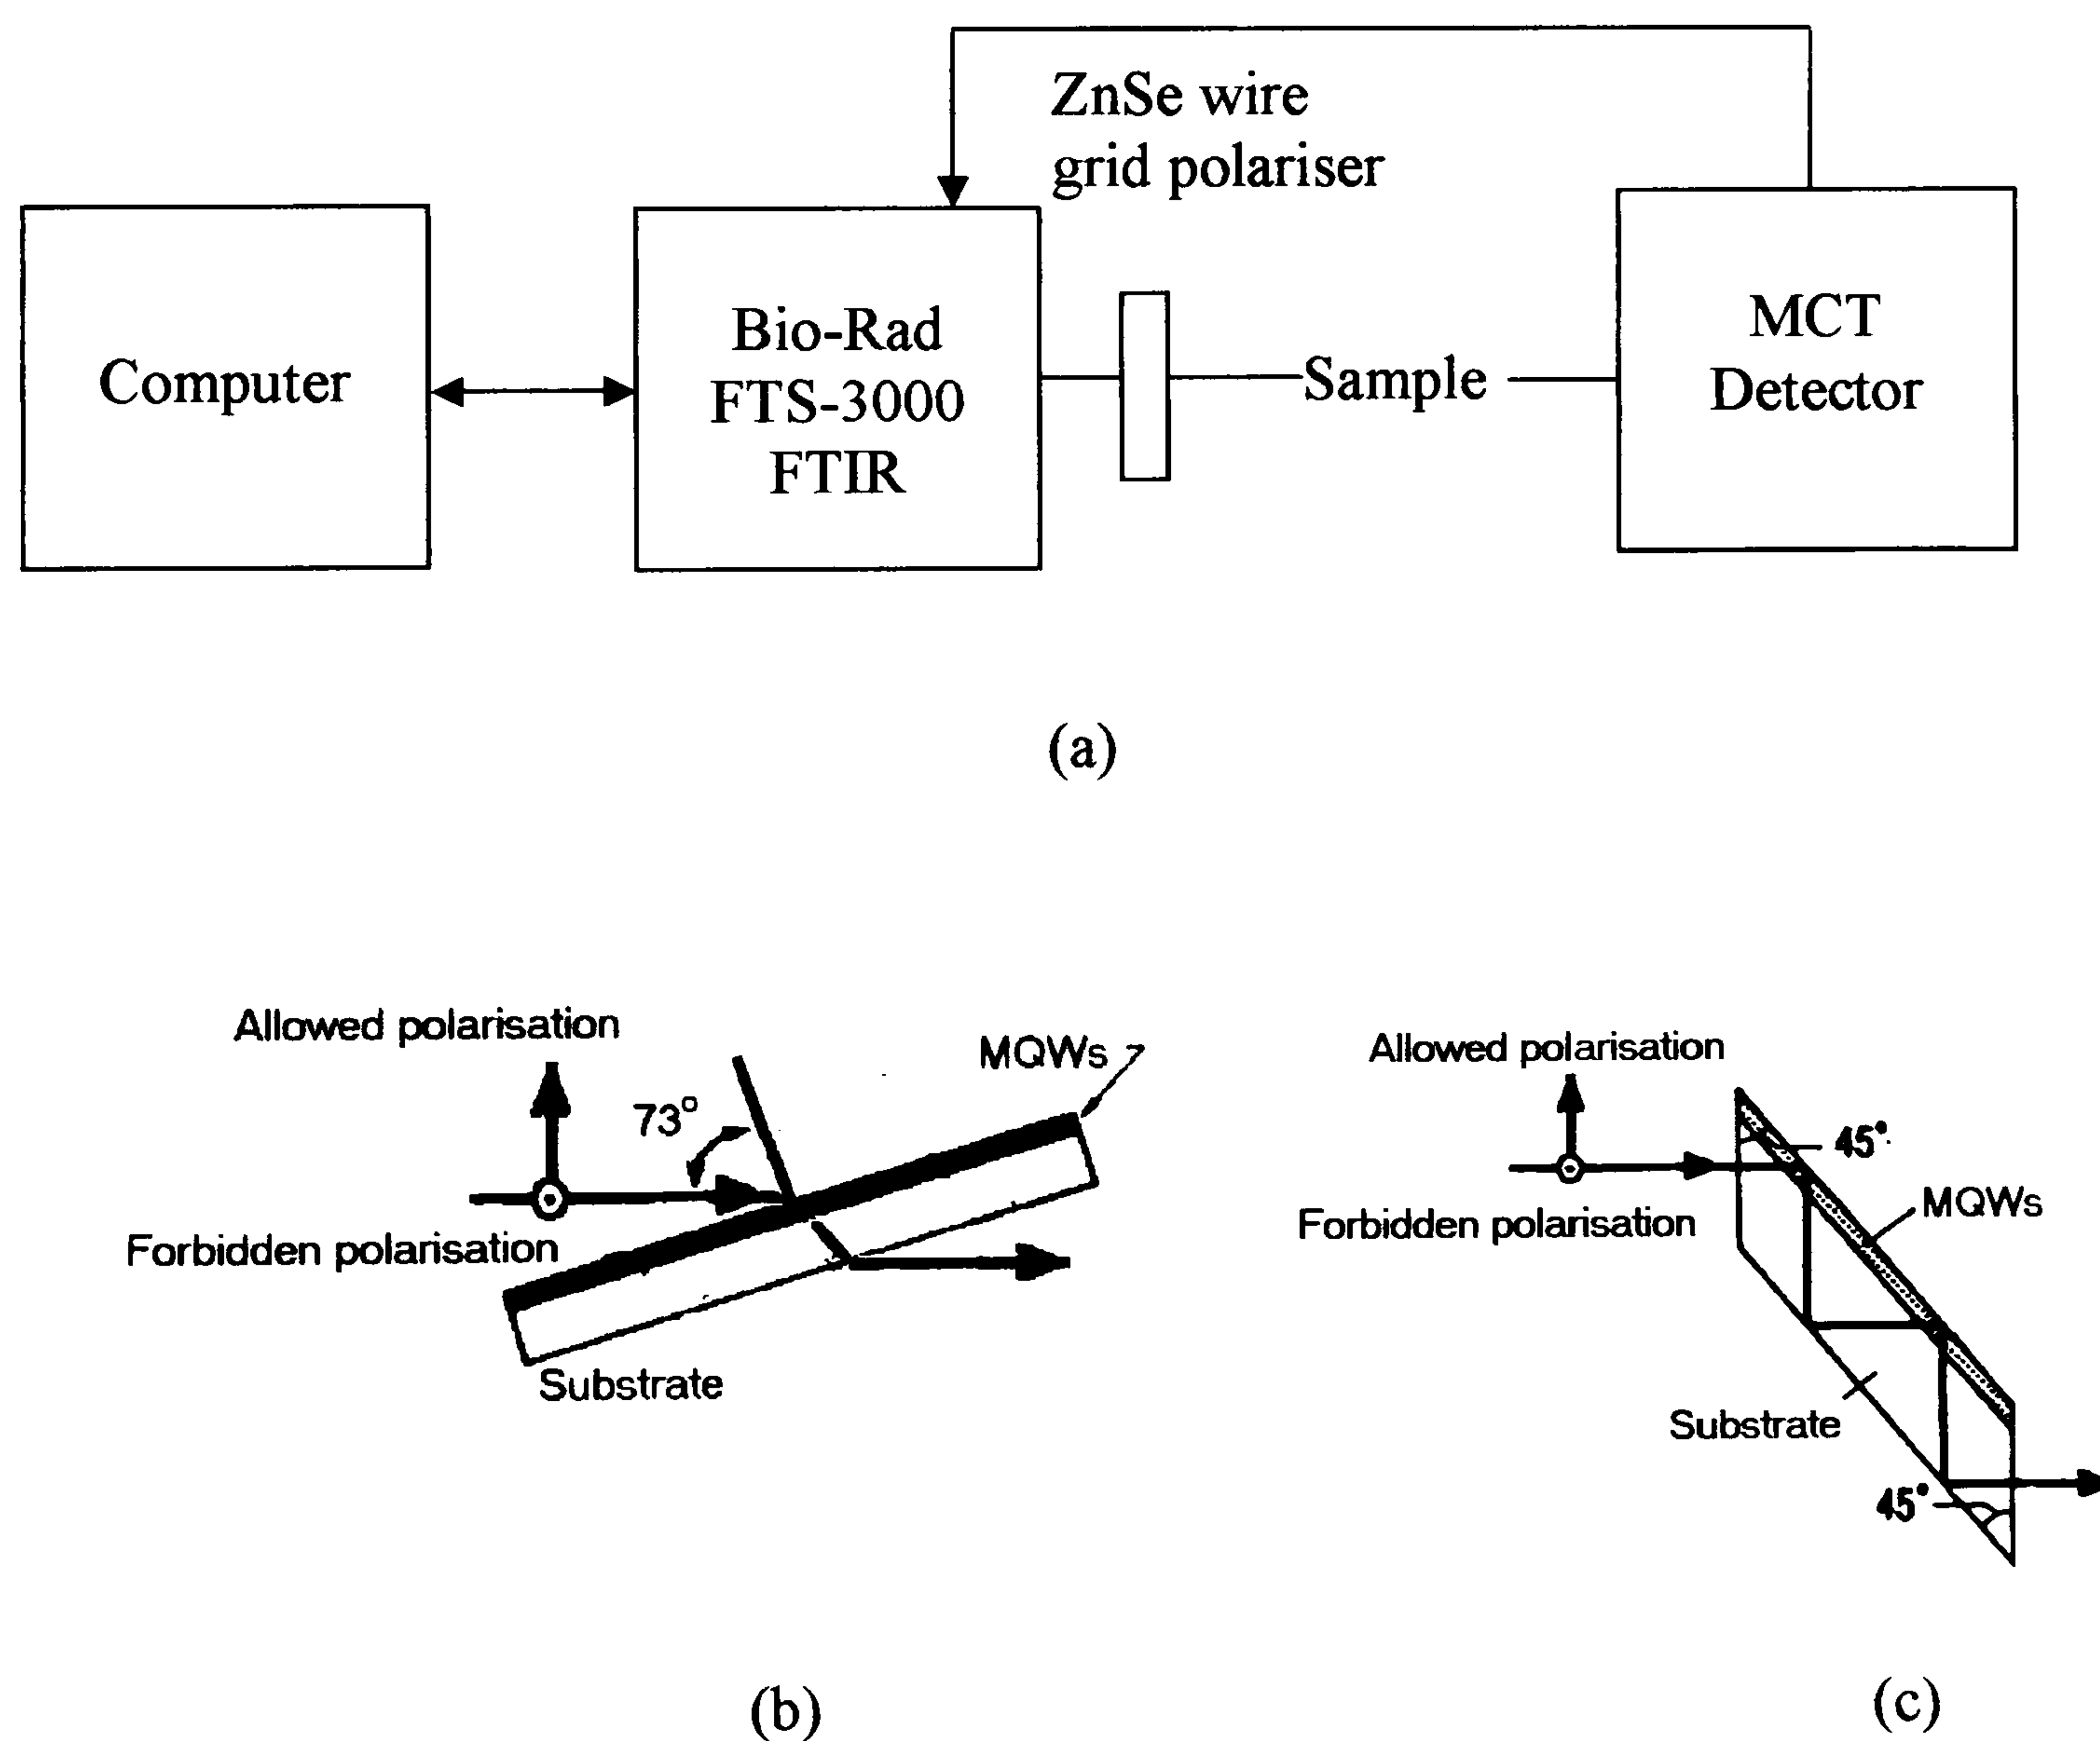 ZnSe wire
grid polariser
Computer
Bio-Rad
FTS-3000
FTIR
Sample
MCT
Detector
(a)
Allowed polarisation
73°
MQWs
Forbidden polarisation
Substrate
(b)
Allowed polarisation
45°
MQWs
Forbidden polarisation
Substrate
45°
(c)